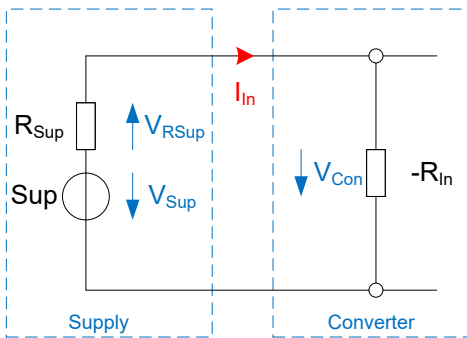 I_In
R_Sup
V_RSup
Sup
V_Sup
V_Con
-R_In
Supply
Converter